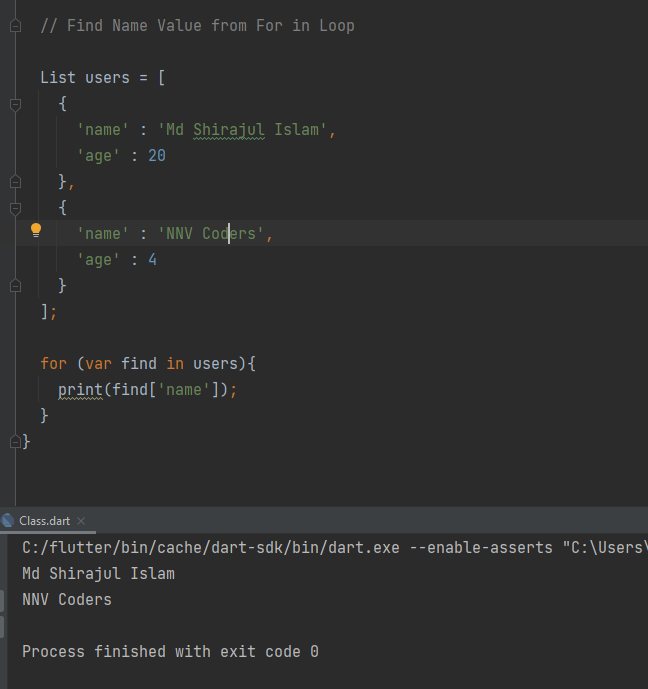 // Find Name Value from For in Loop
List users = [
{
'name' : 'Md Shirajul Islam',
'age' : 20
},
{
'name' : 'NNV Coders',
'age' : 4
}
];
for (var find in users){
print(find['name']);
}
}
Class.dart
C:/flutter/bin/cache/dart-sdk/bin/dart.exe --enable-asserts "C:\Users\
Md Shirajul Islam
NNV Coders
Process finished with exit code 0